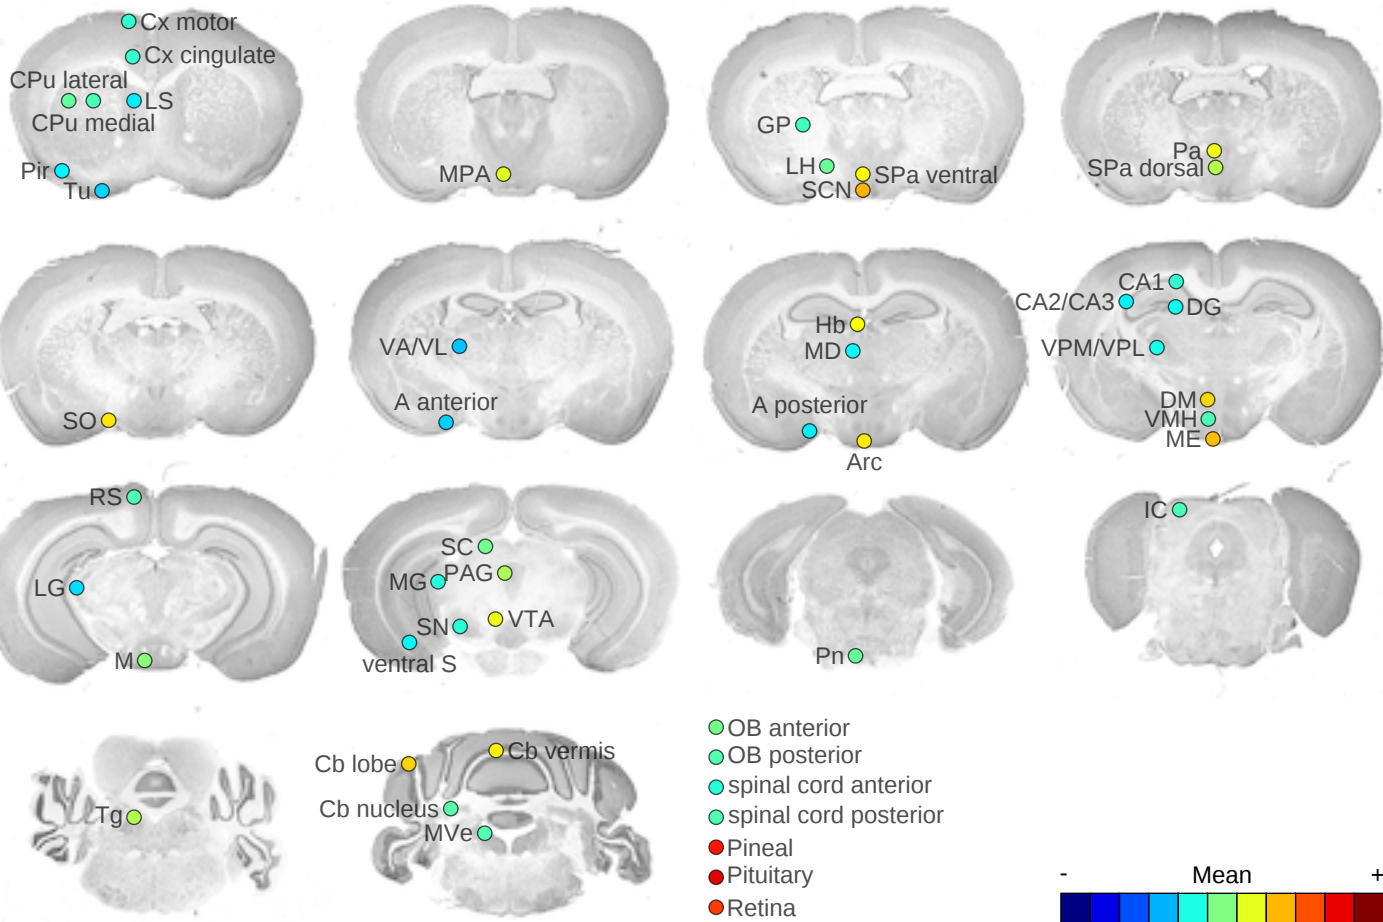 Cx motor
Cx cingulate
CPu lateral
LS
CPu medial
Pir
Tu
MPA
GP
LH
SPa ventral
SCN
Pa
SPa dorsal
SO
VA/VL
A anterior
Hb
MD
A posterior
Arc
CA1
CA2/CA3
DG
VPM/VPL
DM
VMH
ME
RS
LG
M
SC
MG
PAG
SN
VTA
ventral S
Pn
IC
Tg
Cb lobe
Cb vermis
Cb nucleus
MVe
OB anterior
OB posterior
spinal cord anterior
spinal cord posterior
Pineal
Pituitary
Retina
- Mean +